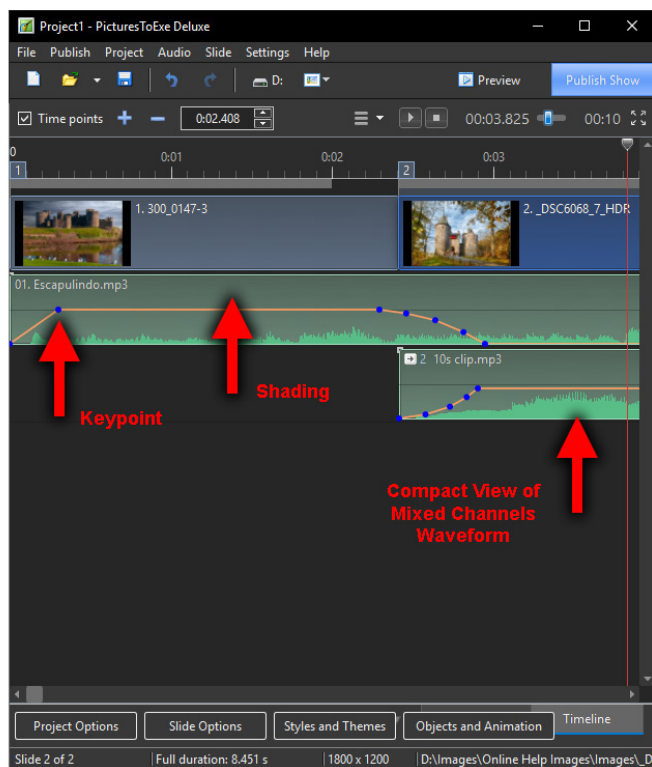 Project1 - PicturesToExe Deluxe
File Publish Project Audio Slide Settings Help
D: Preview Publish Show
Time points 0:02.408 00:03.825 00:10
0 0:01 0:02 0:03
1 2
1. 300_0147-3 2. _DSC6068_7_HDR
01. Escapulindo.mp3
2 10s clip.mp3
Shading
Keypoint
Compact View of
Mixed Channels
Waveform
Timeline
Project Options Slide Options Styles and Themes Objects and Animation
Slide 2 of 2 Full duration: 8.451 s 1800 x 1200 D:\Images\Online Help Images\Images\_D